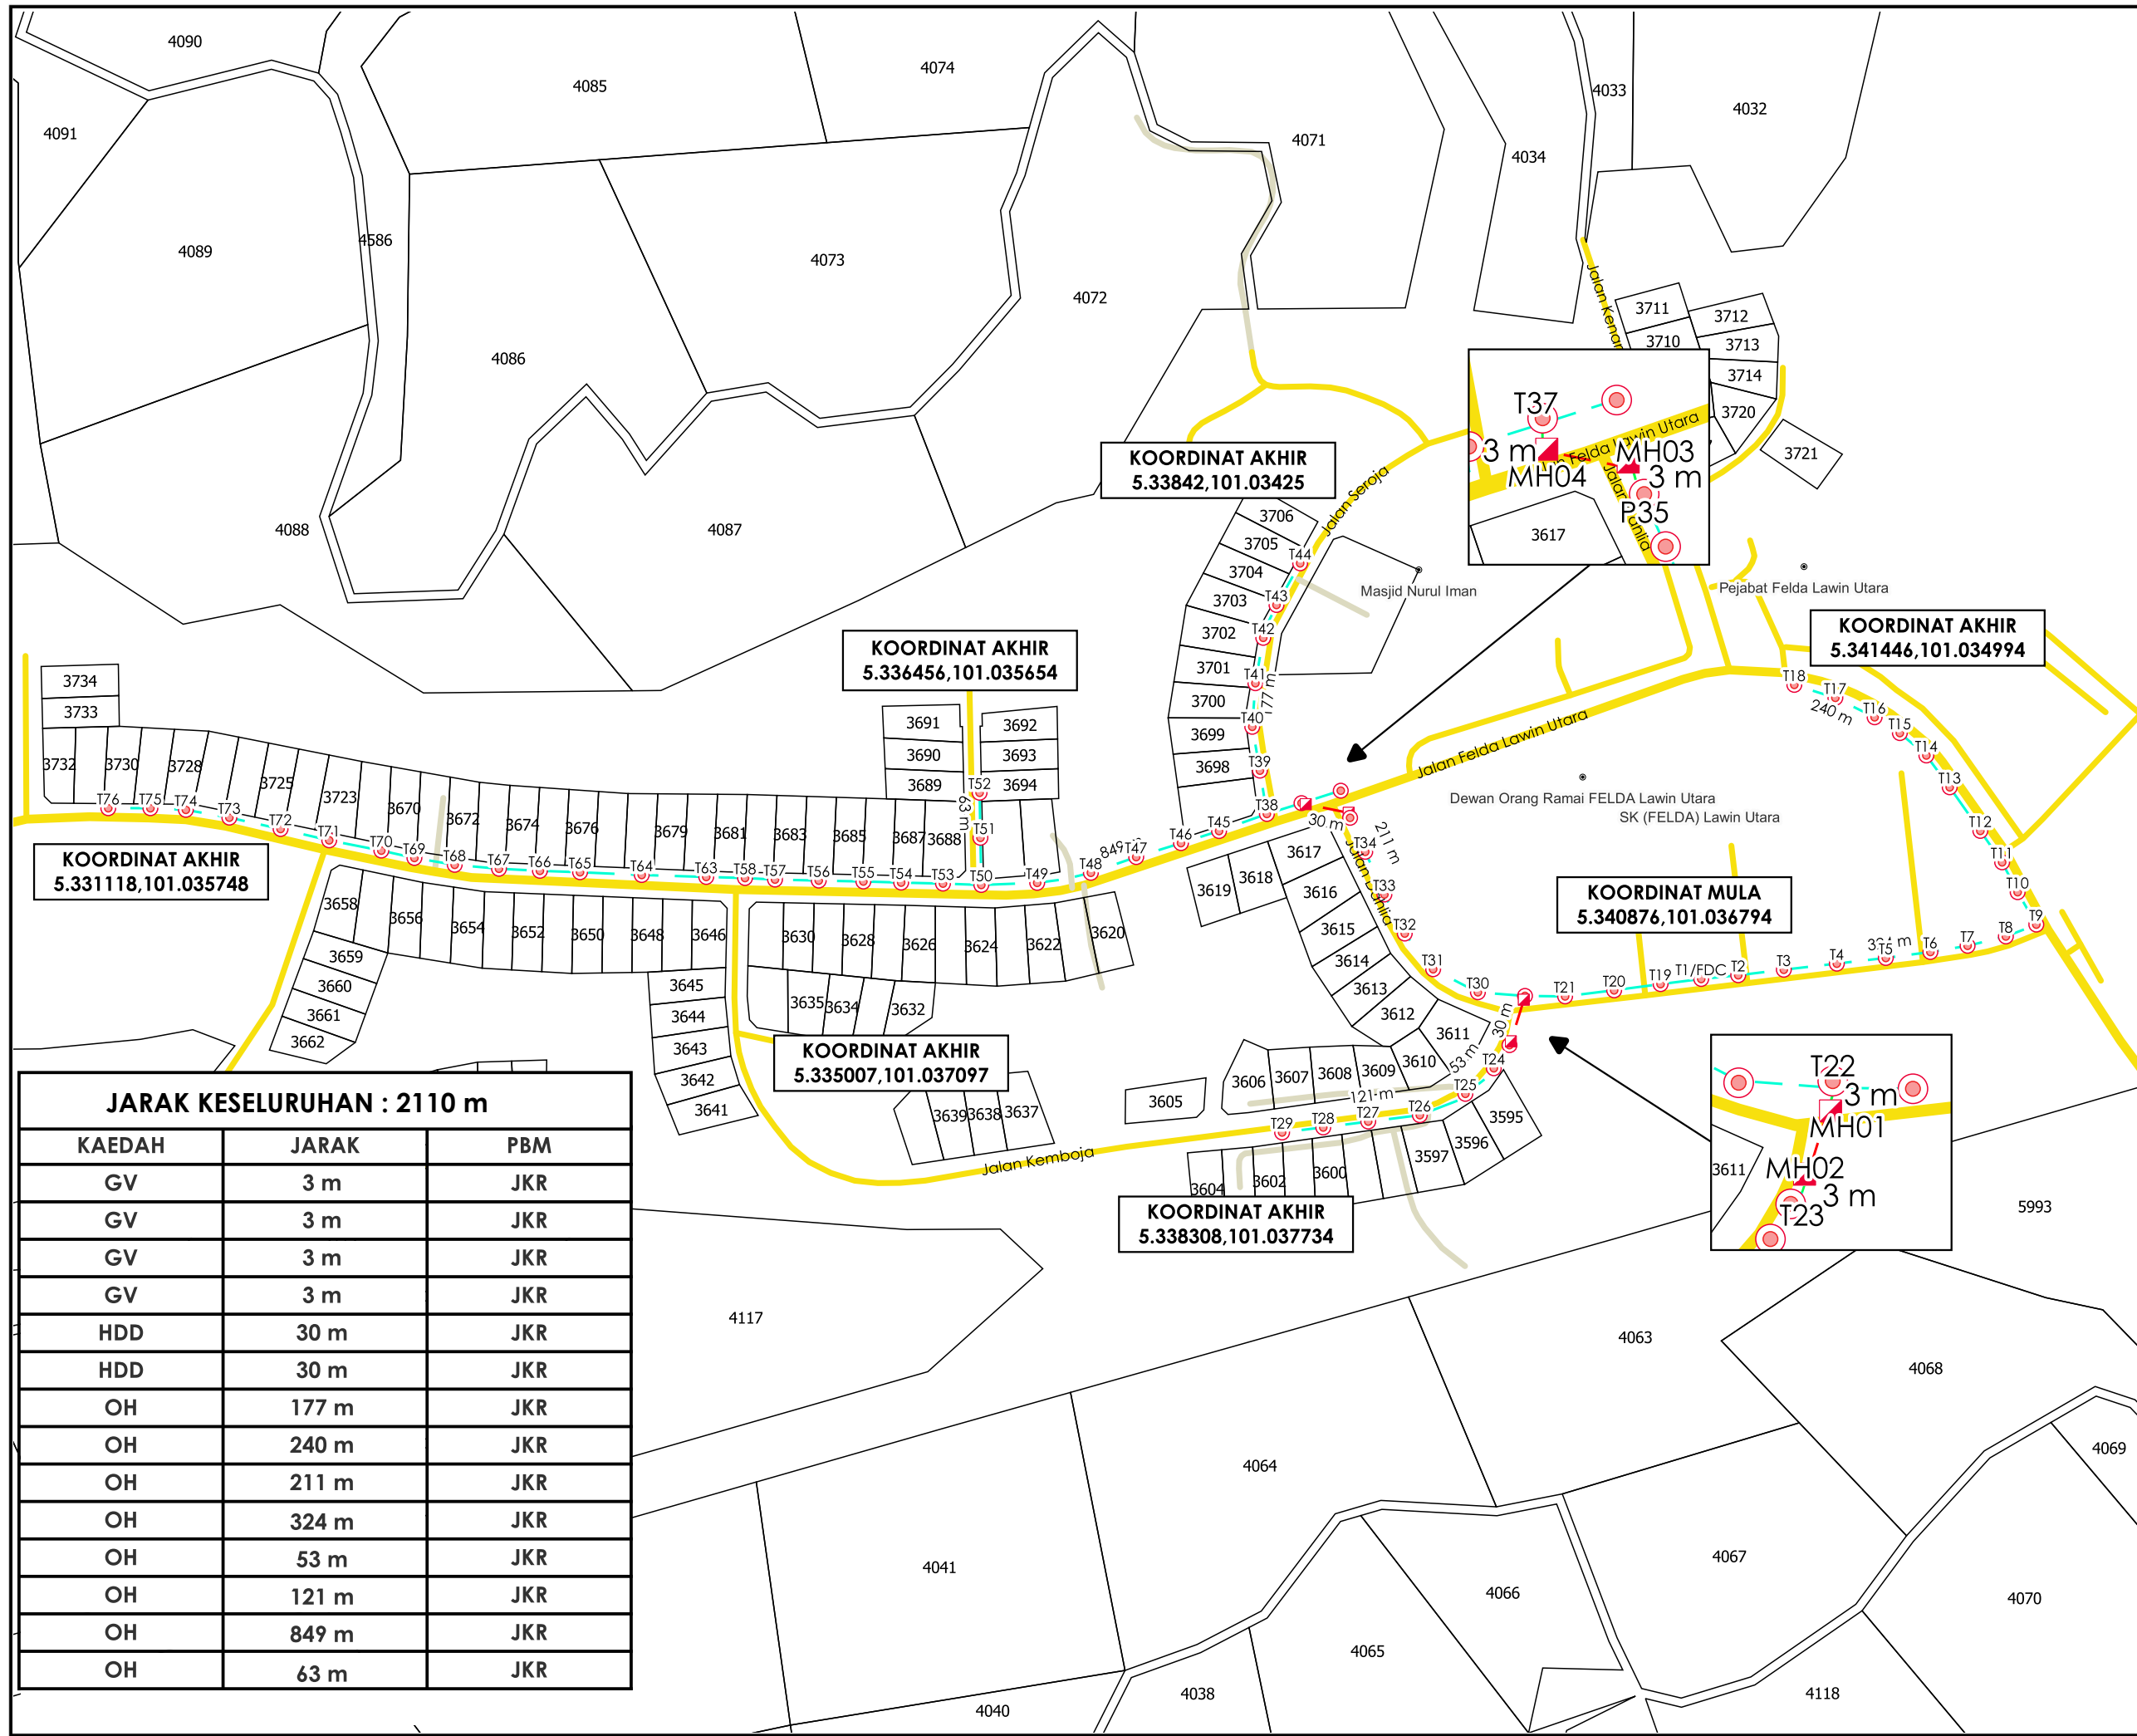 4090
4085
4074
4091
4071
4033
4032
4034
4089
4586
4073
4072
4086
4088
4087
Jalan Kenan
3711
3712
3710
3713
3714
3720
3721
T37
Jalan Felda Lawin Utara
3 m
MH03
MH04
3 m
P35
3617
KOORDINAT AKHIR
5.33842,101.03425
Jalan Seroja
3706
3705
3704
3703
3702
3701
3700
3699
3698
T44
T43
T42
T41
T40
T39
T38
177 m
Masjid Nurul Iman
Pejabat Felda Lawin Utara
KOORDINAT AKHIR
5.341446,101.034994
KOORDINAT AKHIR
5.336456,101.035654
T18
T17
T16
T15
T14
T13
T12
T11
T10
T9
240 m
Jalan Felda Lawin Utara
Dewan Orang Ramai FELDA Lawin Utara
SK (FELDA) Lawin Utara
3734
3733
3732
3730
3728
3725
3723
3670
3672
3674
3676
3679
3681
3683
3685
3687
3688
3691
3690
3689
3692
3693
3694
T76
T75
T74
T73
T72
T71
T70
T69
T68
T67
T66
T65
T64
T63
T58
T57
T56
T55
T54
T53
T50
T49
T48
T47
T46
T45
T52
T51
63 m
30 m
211 m
T34
T33
T32
T31
T30
3619
3618
3617
3616
3615
3614
3613
3612
3611
3610
3609
3608
3607
3606
KOORDINAT AKHIR
5.331118,101.035748
KOORDINAT MULA
5.340876,101.036794
T21
T20
T19
T1/FDC
T2
T3
T4
T5
T6
T7
T8
3658
3656
3654
3652
3650
3648
3646
3630
3628
3626
3624
3622
3620
3659
3660
3661
3662
3645
3644
3643
3642
3641
3635
3634
3632
KOORDINAT AKHIR
5.335007,101.037097
3639
3638
3637
3605
30 m
53 m
T24
T25
T26
T27
T28
T29
121 m
3595
3596
3597
3600
3602
3604
Jalan Kemboja
KOORDINAT AKHIR
5.338308,101.037734
T22
3 m
MH01
MH02
3 m
T23
3611
5993
JARAK KESELURUHAN : 2110 m
KAEDAH JARAK PBM
GV 3 m JKR
GV 3 m JKR
GV 3 m JKR
GV 3 m JKR
HDD 30 m JKR
HDD 30 m JKR
OH 177 m JKR
OH 240 m JKR
OH 211 m JKR
OH 324 m JKR
OH 53 m JKR
OH 121 m JKR
OH 849 m JKR
OH 63 m JKR
4117
4063
4068
4064
4069
4041
4067
4066
4070
4065
4038
4118
4040